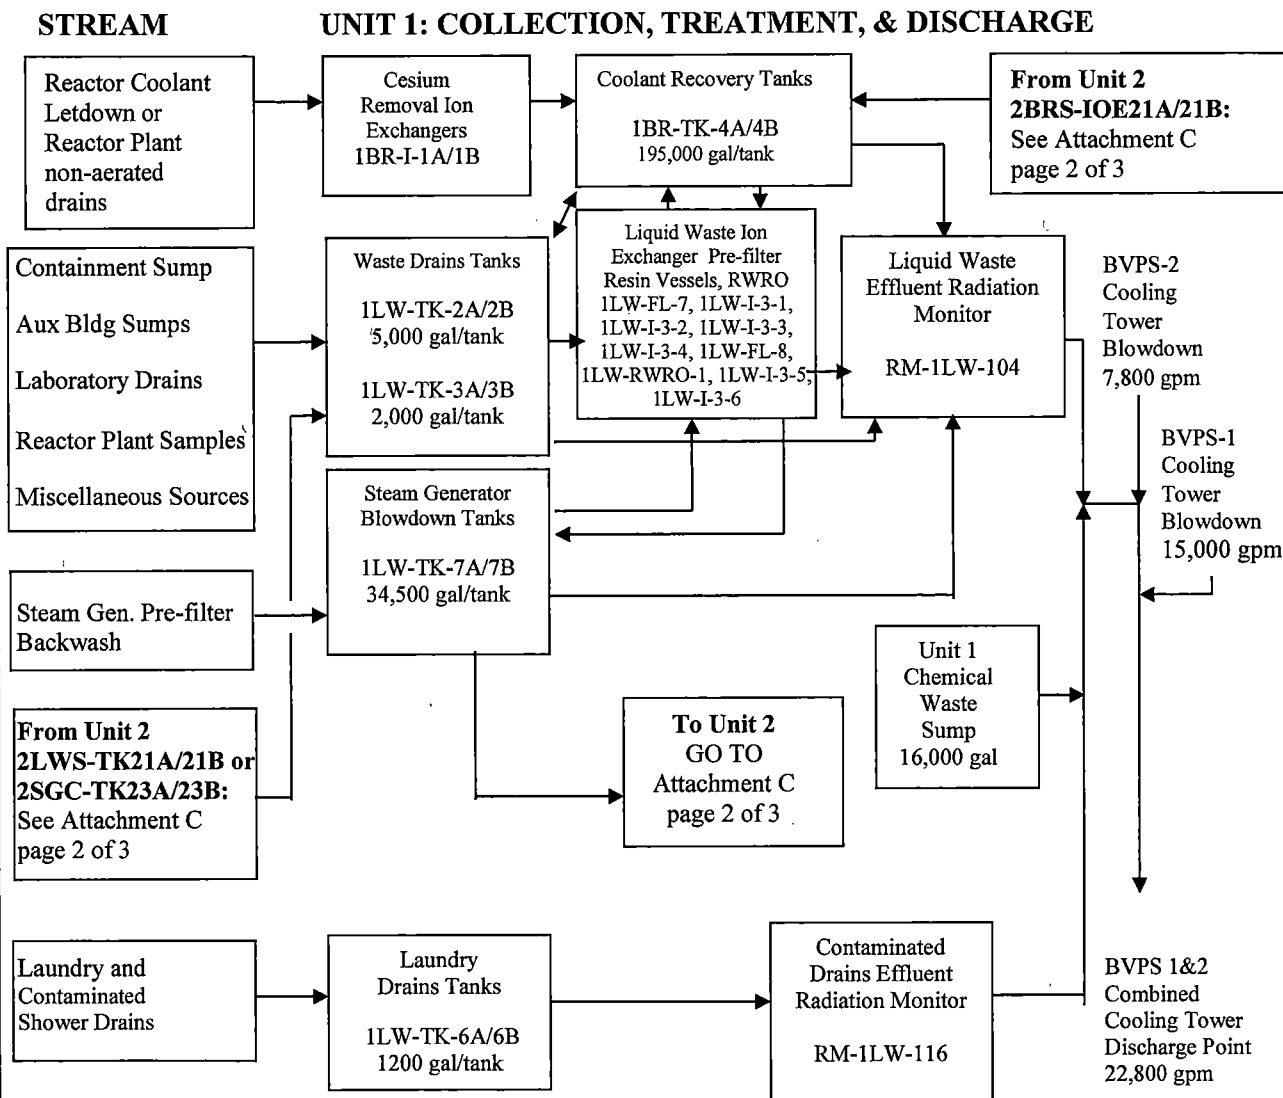 STREAM
UNIT 1: COLLECTION, TREATMENT, & DISCHARGE
Reactor Coolant
Letdown or
Reactor Plant
non-aerated
drains
Cesium
Removal Ion
Exchangers
1BR-I-1A/1B
Coolant Recovery Tanks
1BR-TK-4A/4B
195,000 gal/tank
From Unit 2
2BRS-IOE21A/21B:
See Attachment C
page 2 of 3
Containment Sump
Aux Bldg Sumps
Laboratory Drains
Reactor Plant Samples
Miscellaneous Sources
Waste Drains Tanks
1LW-TK-2A/2B
5,000 gal/tank
1LW-TK-3A/3B
2,000 gal/tank
Liquid Waste Ion
Exchanger Pre-filter
Resin Vessels, RWRO
1LW-FL-7, 1LW-I-3-1,
1LW-I-3-2, 1LW-I-3-3,
1LW-I-3-4, 1LW-FL-8,
1LW-RWRO-1, 1LW-I-3-5,
1LW-I-3-6
Liquid Waste
Effluent Radiation
Monitor
RM-1LW-104
BVPS-2
Cooling
Tower
Blowdown
7,800 gpm
BVPS-1
Cooling
Tower
Blowdown
15,000 gpm
Steam Generator
Blowdown Tanks
1LW-TK-7A/7B
34,500 gal/tank
Steam Gen. Pre-filter
Backwash
Unit 1
Chemical
Waste
Sump
16,000 gal
From Unit 2
2LWS-TK21A/21B or
2SGC-TK23A/23B:
See Attachment C
page 2 of 3
To Unit 2
GO TO
Attachment C
page 2 of 3
Laundry and
Contaminated
Shower Drains
Laundry
Drains Tanks
1LW-TK-6A/6B
1200 gal/tank
Contaminated
Drains Effluent
Radiation Monitor
RM-1LW-116
BVPS 1&2
Combined
Cooling Tower
Discharge Point
22,800 gpm